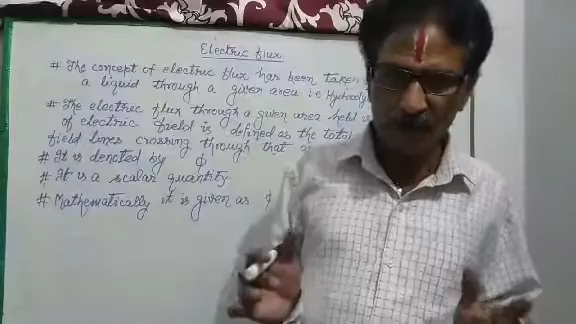 Electric flux
# The concept of electric flux has been taken
a liquid through a given area i.e Hydrody
# The electric flux through a given area held i
of electric field is defined as the total
field lines crossing through that a
# It is denoted by ϕ
# It is a scalar quantity
# Mathematically it is given as ϕ